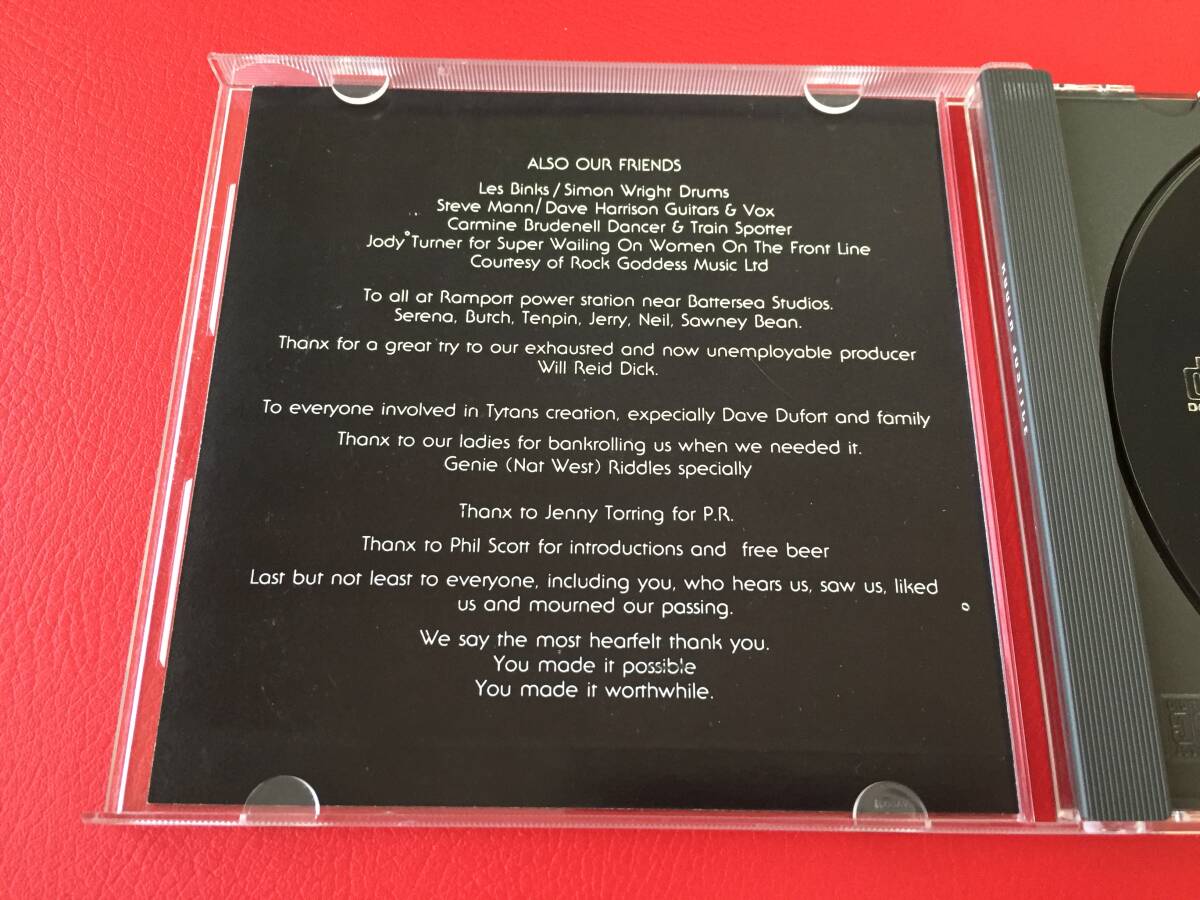 ALSO OUR FRIENDS
Les Binks/Simon Wright Drums
Steve Mann/Dave Harrison Guitars & Vox
Carmine Brudenell Dancer & Train Spotter
Jody Turner for Super Wailing On Women On The Front Line
Courtesy of Rock Goddess Music Ltd
To all at Ramport power station near Battersea Studios.
Serena, Butch, Tenpin, Jerry, Neil, Sawney Bean.
Thanx for a great try to our exhausted and now unemployable producer
Will Reid Dick.
To everyone involved in Tytans creation, expecially Dave Dufort and family
Thanx to our ladies for bankrolling us when we needed it.
Genie (Nat West) Riddles specially
Thanx to Jenny Torring for P.R.
Thanx to Phil Scott for introductions and free beer
Last but not least to everyone, including you, who hears us, saw us, liked
us and mourned our passing.
We say the most hearfelt thank you.
You made it possible
You made it worthwhile.